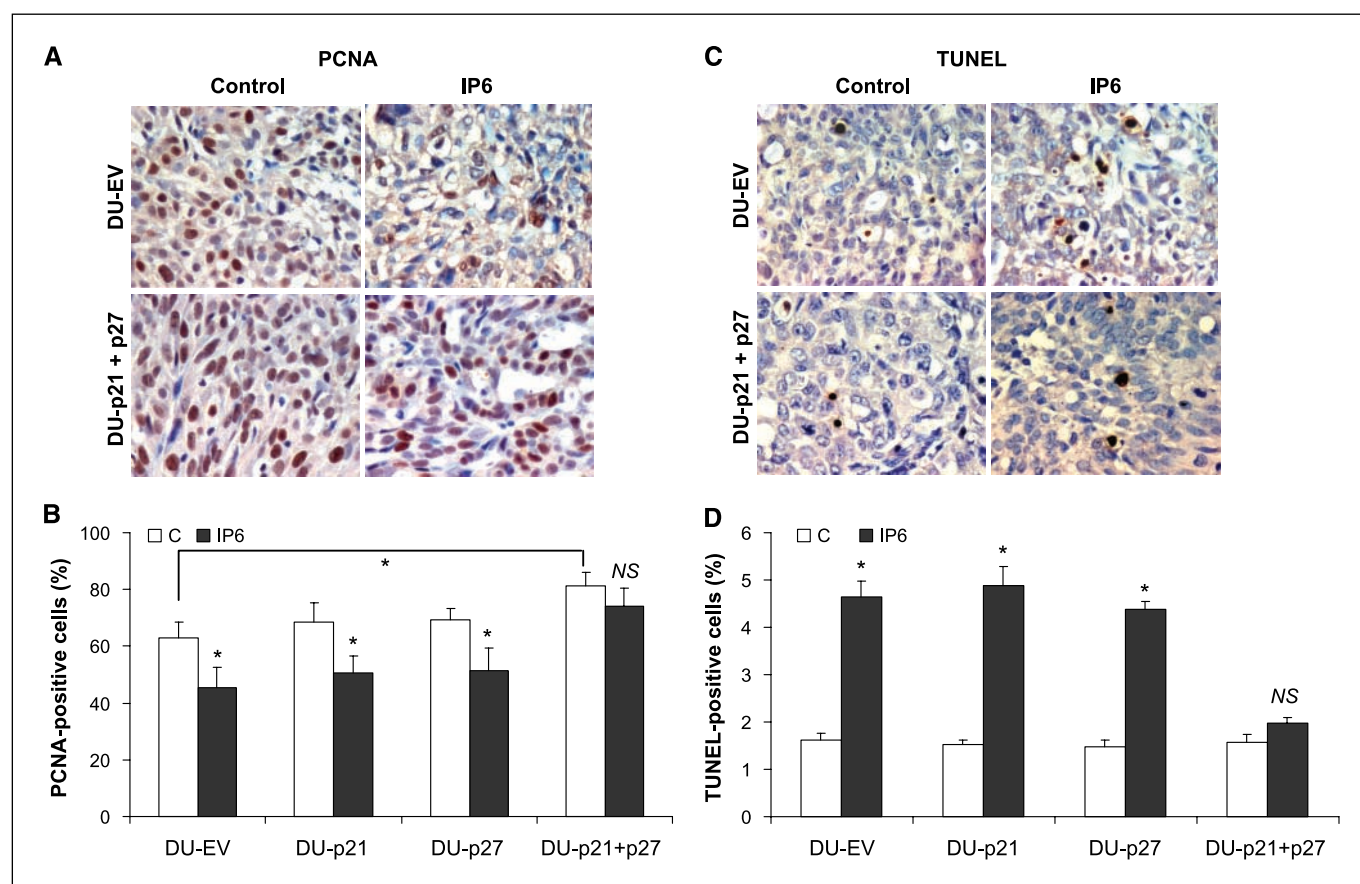 A
PCNA
Control IP6
DU-EV
DU-p21 + p27
B
PCNA-positive cells (%)
100
80
60
40
20
0
C IP6
*
* * * NS
DU-EV DU-p21 DU-p27 DU-p21+p27
C
TUNEL
Control IP6
DU-EV
DU-p21 + p27
D
TUNEL-positive cells (%)
6
5
4
3
2
1
0
C IP6
* * * NS
DU-EV DU-p21 DU-p27 DU-p21+p27